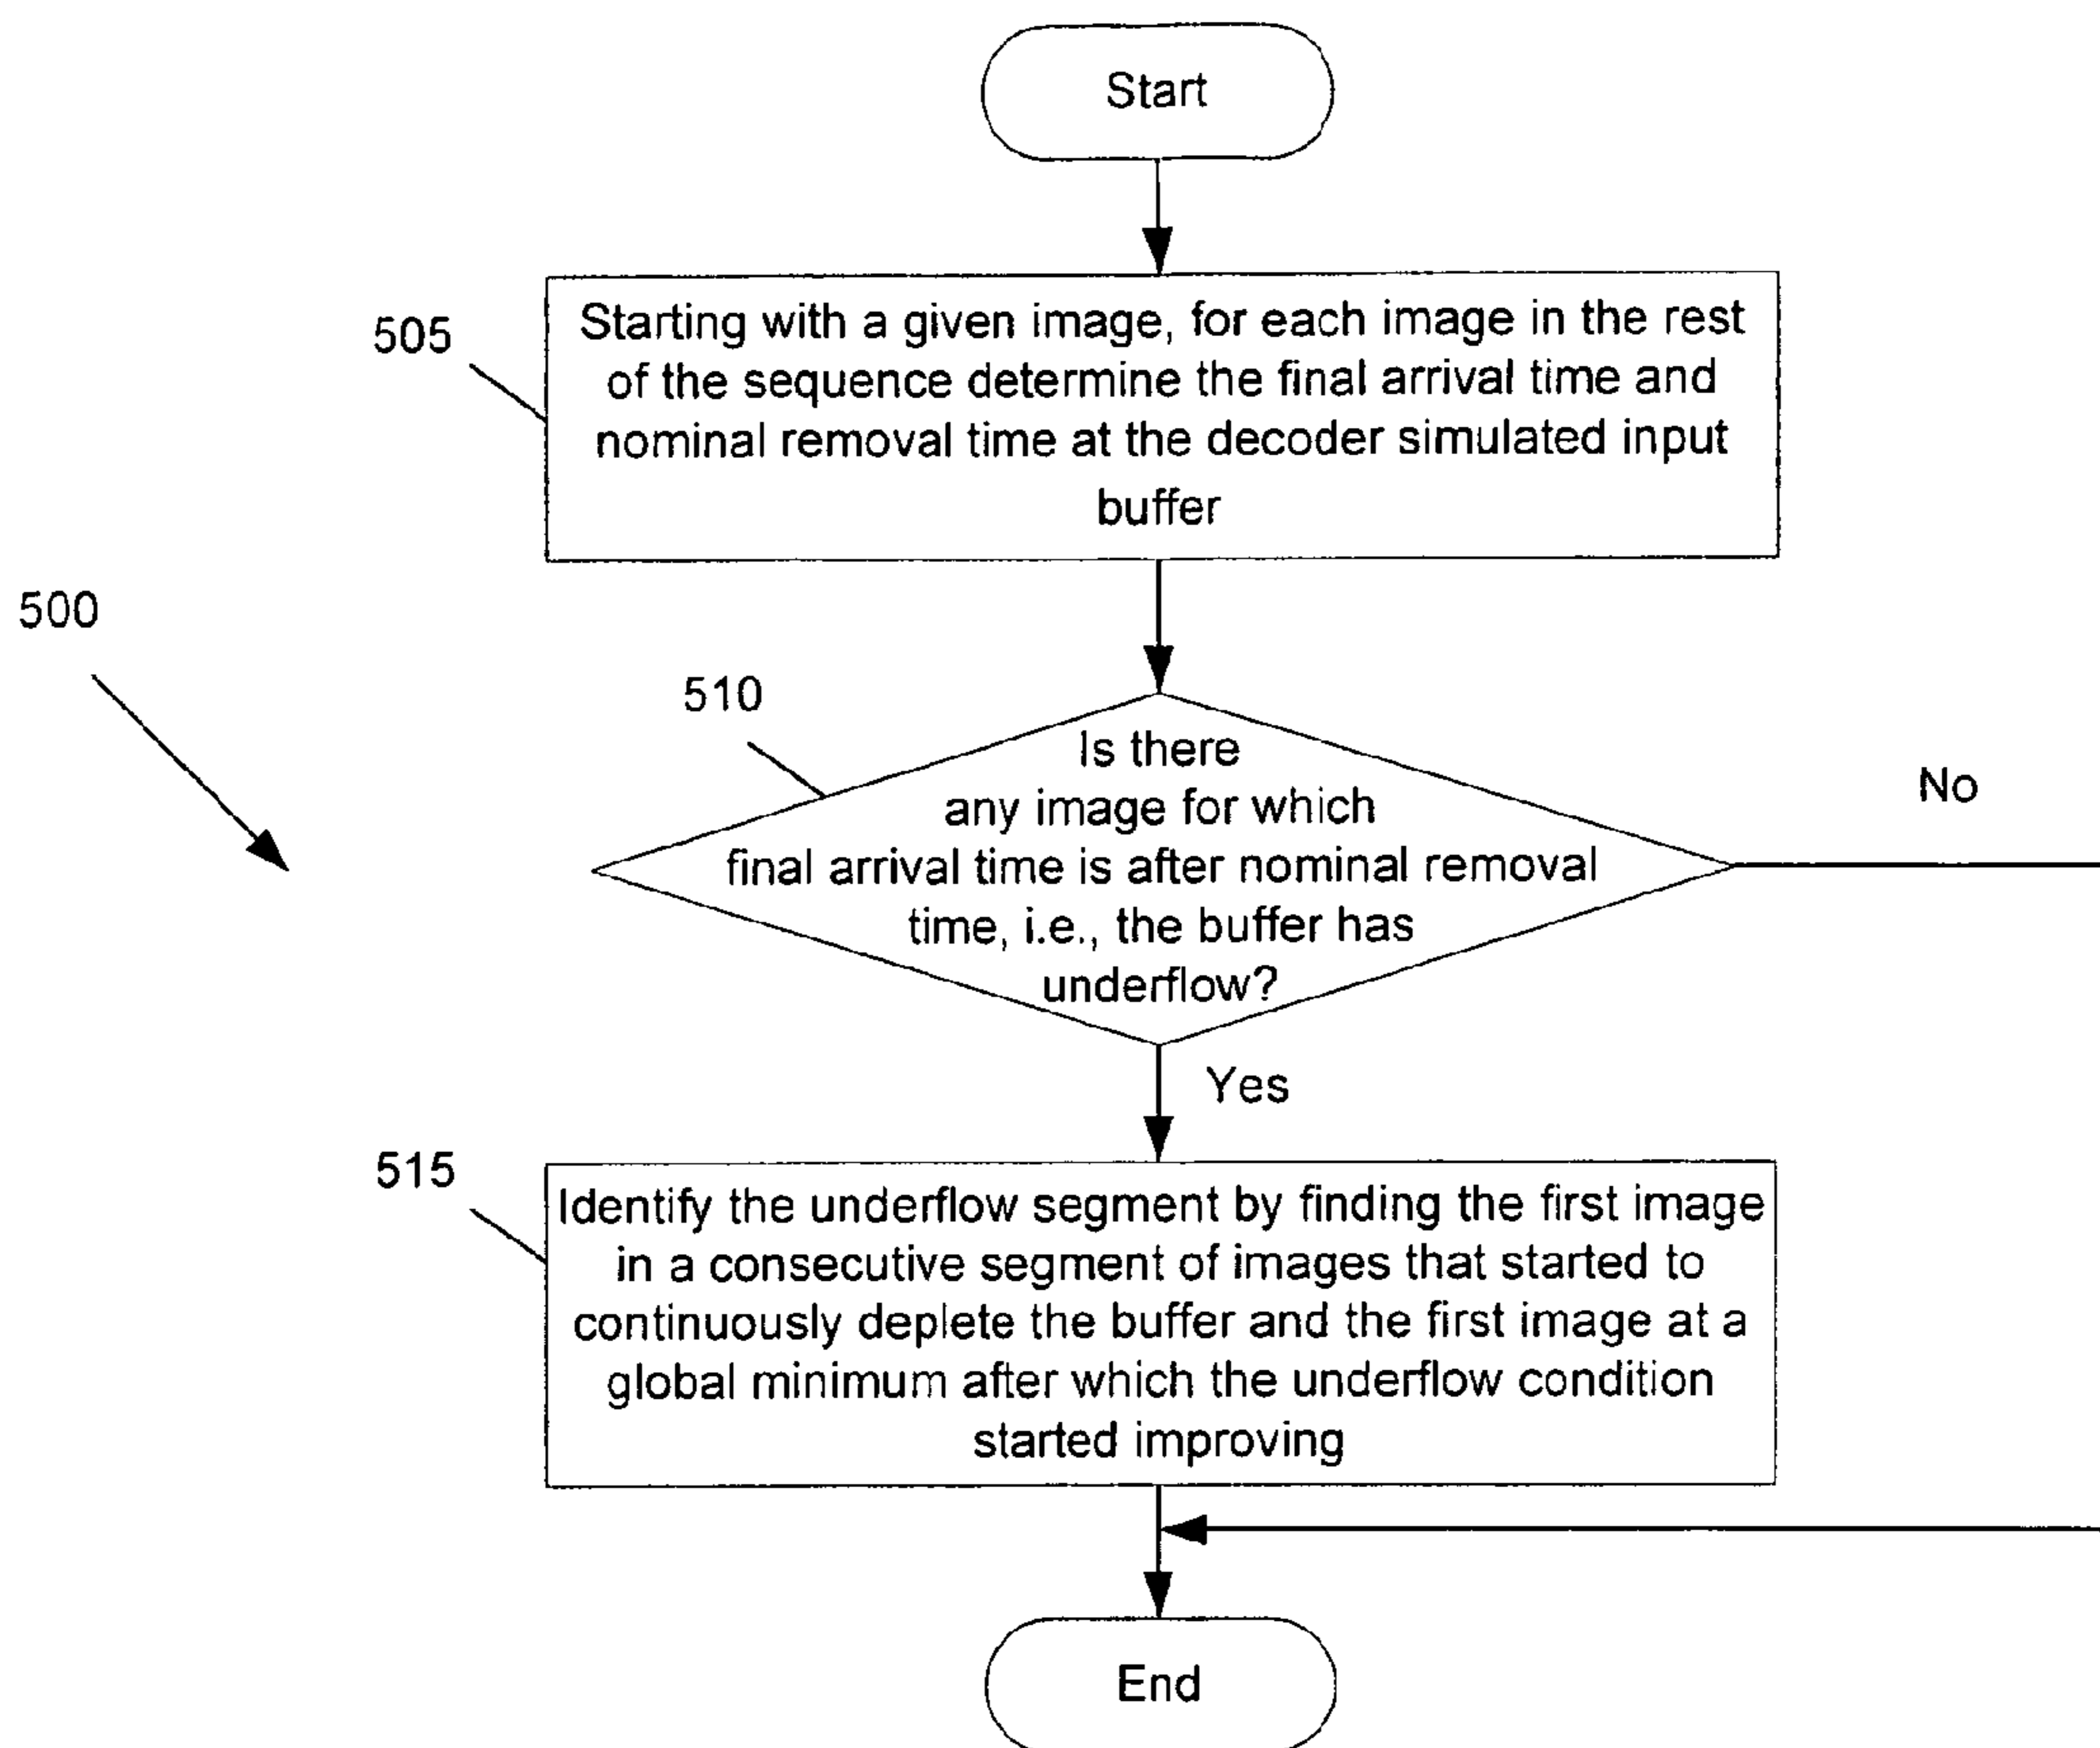 Start
505
Starting with a given image, for each image in the rest
of the sequence determine the final arrival time and
nominal removal time at the decoder simulated input
buffer
500
510
Is there
any image for which
final arrival time is after nominal removal
time, i.e., the buffer has
underflow?
No
Yes
515
Identify the underflow segment by finding the first image
in a consecutive segment of images that started to
continuously deplete the buffer and the first image at a
global minimum after which the underflow condition
started improving
End